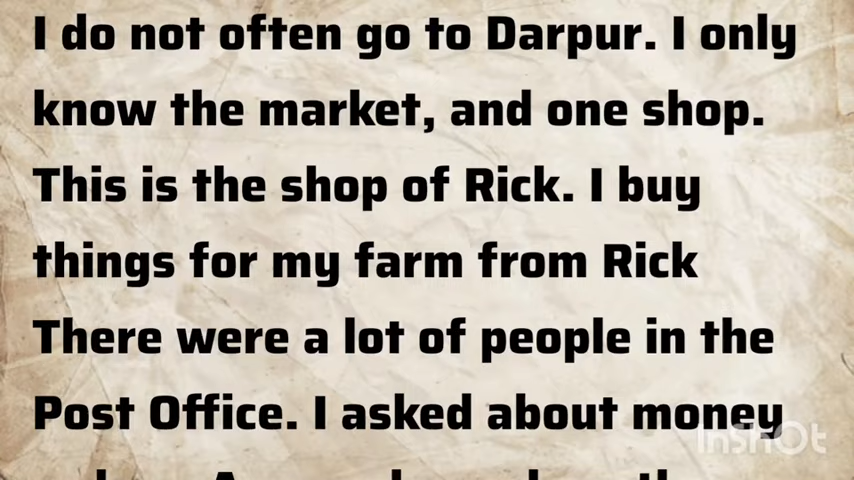 I do not often go to Darpur. I only
know the market, and one shop.
This is the shop of Rick. I buy
things for my farm from Rick
There were a lot of people in the
Post Office. I asked about money
InShOt